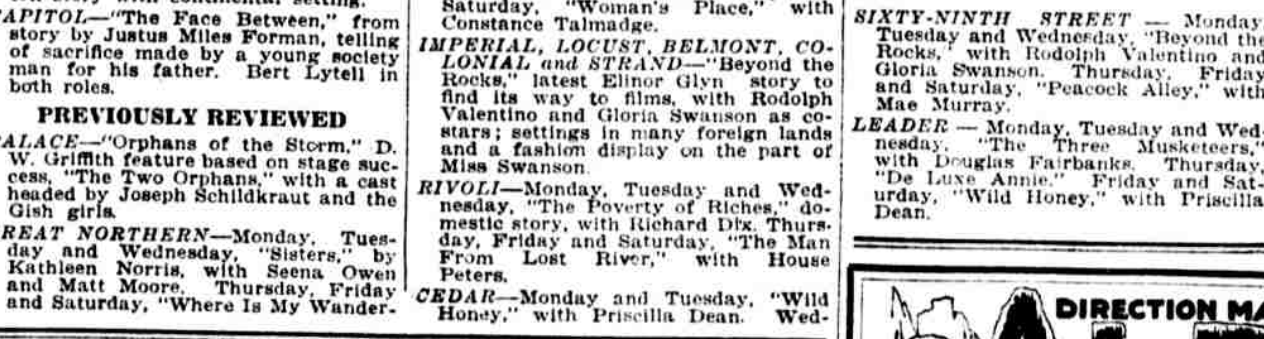 CAPITOL—"The Face Between," from
story by Justus Miles Forman, telling
of sacrifice made by a young society
man for his father. Bert Lytell in
both roles.
PREVIOUSLY REVIEWED
ALACE—"Orphans of the Storm," D.
W. Griffith feature based on stage suc-
cess, "The Two Orphans," with a cast
headed by Joseph Schildkraut and the
Gish girls.
REAT NORTHERN—Monday, Tues-
day and Wednesday, "Sisters," by
Kathleen Norris, with Seena Owen
and Matt Moore. Thursday, Friday
and Saturday, "Where Is My Wander-
Saturday, "Woman's Place," with
Constance Talmadge.
IMPERIAL, LOCUST, BELMONT, CO-
LONIAL and STRAND—"Beyond the
Rocks," latest Elinor Glyn story to
find its way to films, with Rodolph
Valentino and Gloria Swanson as co-
stars; settings in many foreign lands
and a fashion display on the part of
Miss Swanson.
RIVOLI—Monday, Tuesday and Wed-
nesday, "The Poverty of Riches," do-
mestic story, with Richard Dix. Thurs-
day, Friday and Saturday, "The Man
From Lost River," with House
Peters.
CEDAR—Monday and Tuesday, "Wild
Honey," with Priscilla Dean. Wed-
SIXTY-NINTH STREET — Monday,
Tuesday and Wednesday, "Beyond the
Rocks," with Rodolph Valentino and
Gloria Swanson. Thursday, Friday
and Saturday, "Peacock Alley," with
Mae Murray.
LEADER — Monday, Tuesday and Wed-
nesday, "The Three Musketeers,"
with Douglas Fairbanks. Thursday,
"De Luxe Annie." Friday and Sat-
urday, "Wild Honey," with Priscilla
Dean.
DIRECTION MA